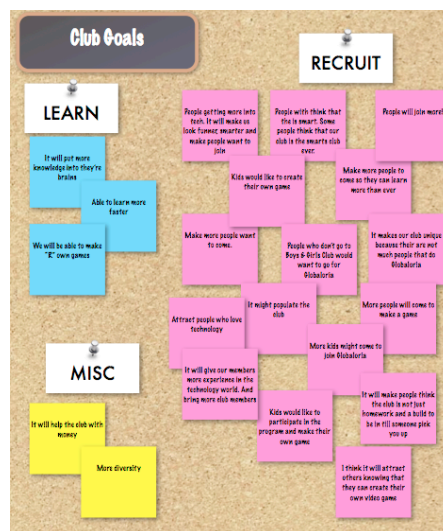 Club Goals
LEARN
It will put more
knowledge into they're
brains
Able to learn more
faster
We will be able to make
"R" own games
MISC
It will help the club with
money
More diversity
RECRUIT
People getting more into
tech. It will make us
look funner, smarter and
make people want to
join
People with think that
the is smart. Some
people think that our
club is the smarts club
ever.
People will join more!
Kids would like to create
their own game
Make more people to
come so they can learn
more than ever
Make more people want
to some.
People who don't go to
Boys & Girls Club would
want to go for
Globaloria
It makes our club unique
because their are not
much people that do
Globaloria
Attract people who love
technology
It might populate the
club
More people will some to
make a game
More kids might some to
join Globaloria
It will give our members
more experience in the
technology world. And
bring more club members
Kids would like to
participats in the
program and make their
own game
It will make people think
the club is not just
homework and a build to
be in till someone pick
you up
I think it will attract
others knowing that
they can create their
own video game